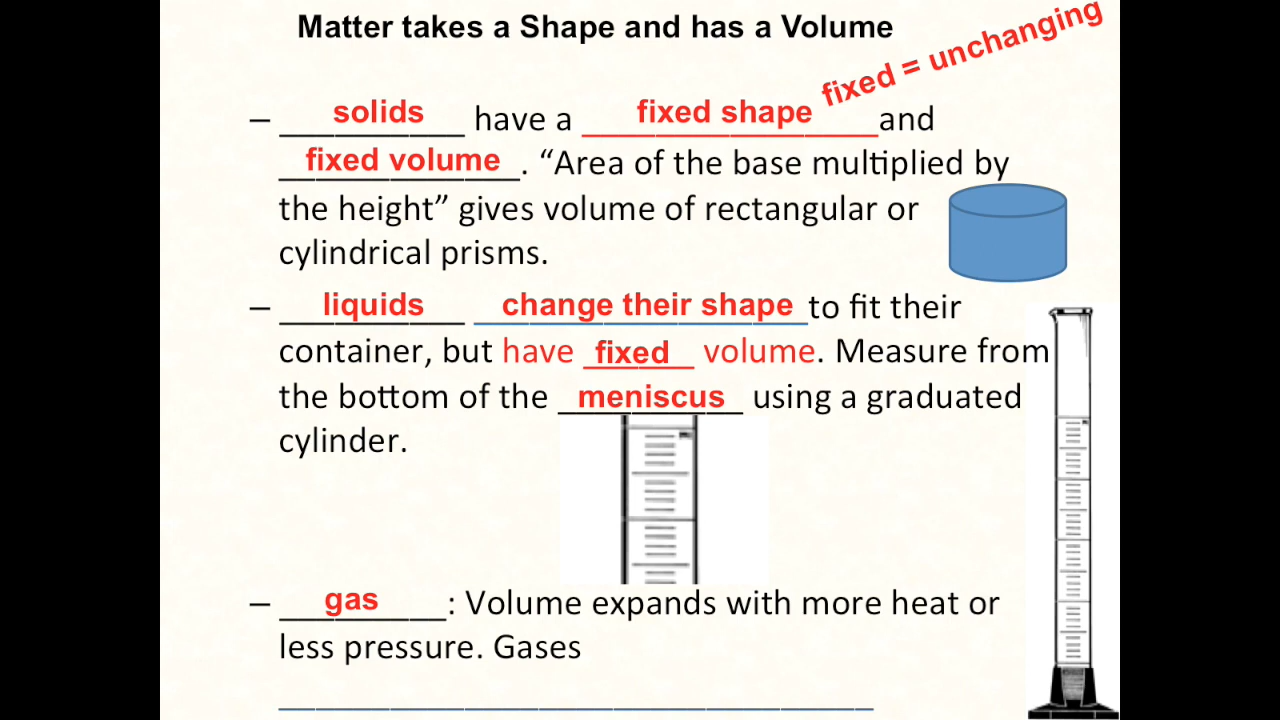 Matter takes a Shape and has a Volume
fixed = unchanging
– solids have a fixed shape and
fixed volume. “Area of the base multiplied by
the height” gives volume of rectangular or
cylindrical prisms.
– liquids change their shape to fit their
container, but have fixed volume. Measure from
the bottom of the meniscus using a graduated
cylinder.
– gas: Volume expands with more heat or
less pressure. Gases